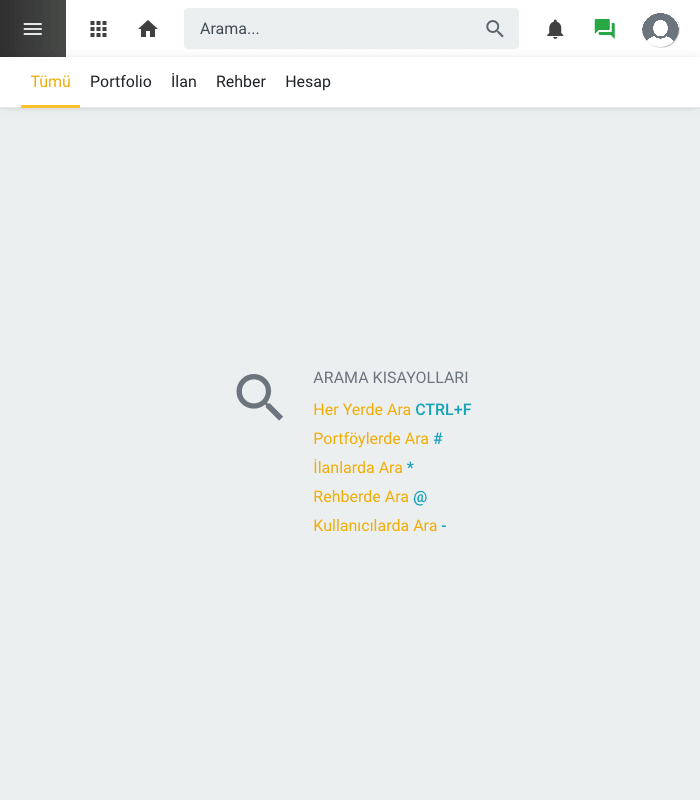 Arama...
Tümü Portfolio İlan Rehber Hesap
ARAMA KISAYOLLARI
Her Yerde Ara CTRL+F
Portföylerde Ara #
İlanlarda Ara *
Rehberde Ara @
Kullanıcılarda Ara -